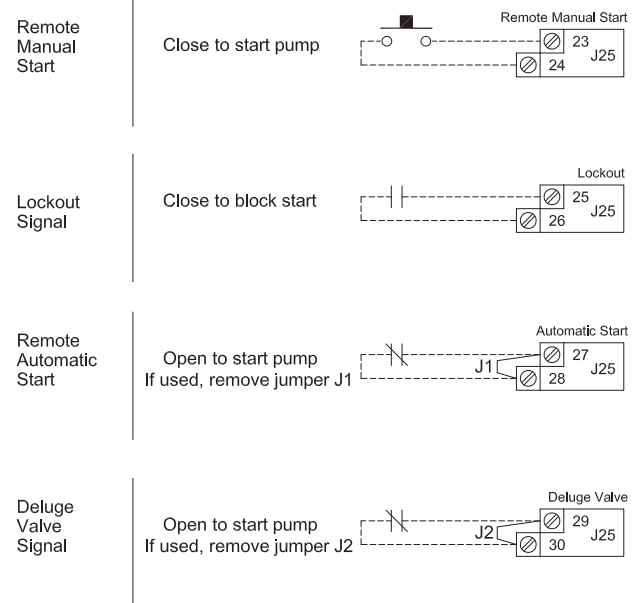 Remote
Manual
Start
Close to start pump
Remote Manual Start
23
24
J25
Lockout
Signal
Close to block start
Lockout
25
26
J25
Remote
Automatic
Start
Open to start pump
If used, remove jumper J1
Automatic Start
J1
27
28
J25
Deluge
Valve
Signal
Open to start pump
If used, remove jumper J2
Deluge Valve
J2
29
30
J25